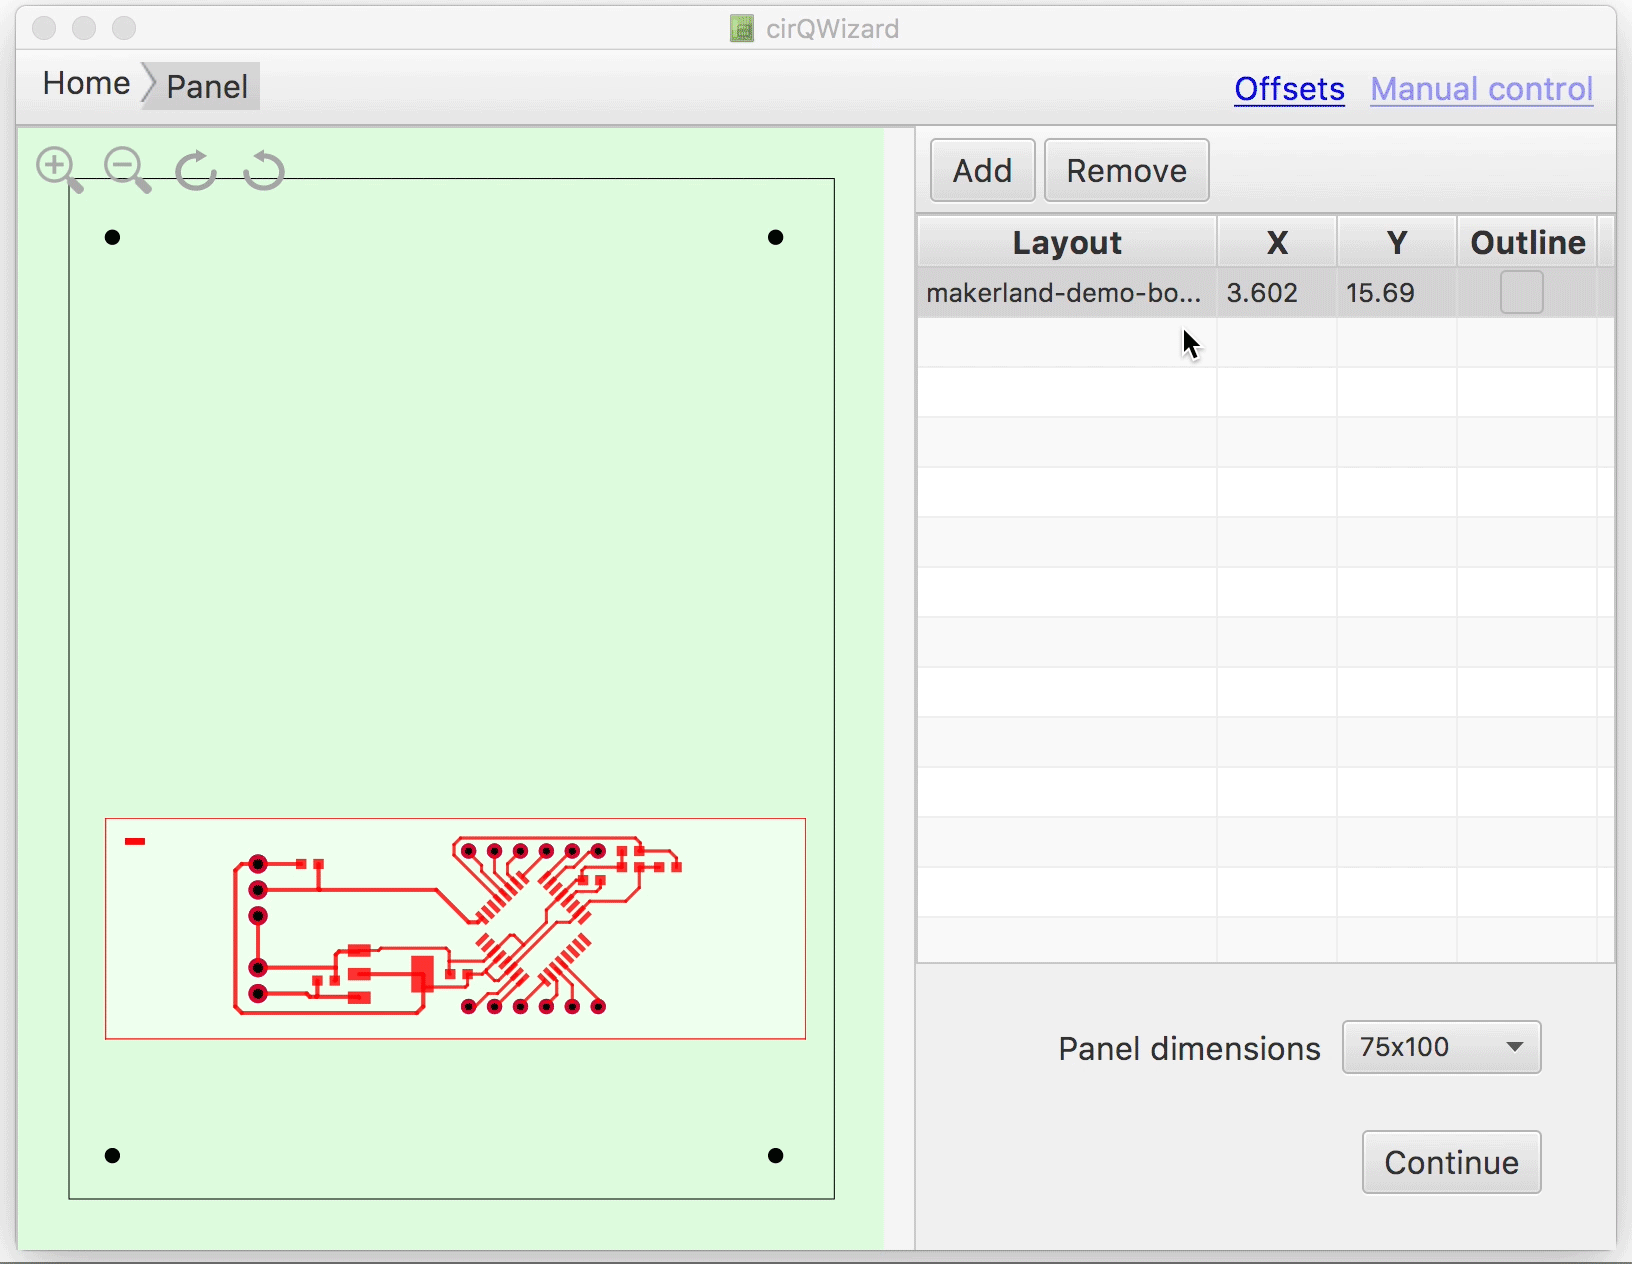 cirQWizard
Home Panel Offsets Manual control
Add Remove
Layout X Y Outline
makerland-demo-bo... 3.602 15.69
Panel dimensions 75x100
Continue